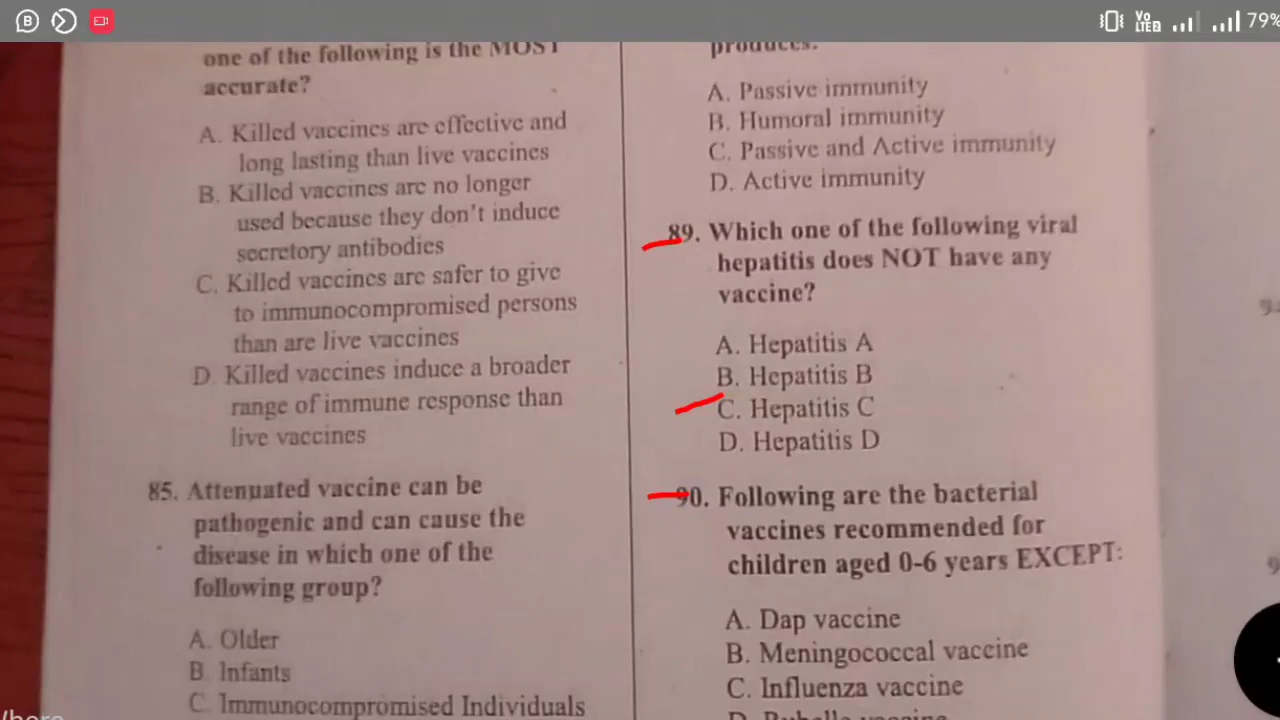 B
Vo
LTE2
79%
one of the following is the MOST
accurate?
A. Killed vaccines are effective and
long lasting than live vaccines
B. Killed vaccines are no longer
used because they don't induce
secretory antibodies
C. Killed vaccines are safer to give
to immunocompromised persons
than are live vaccines
D. Killed vaccines induce a broader
range of immune response than
live vaccines
85. Attenuated vaccine can be
pathogenic and can cause the
disease in which one of the
following group?
A. Older
B. Infants
C. Immunocompromised Individuals
produces.
A. Passive immunity
B. Humoral immunity
C. Passive and Active immunity
D. Active immunity
89. Which one of the following viral
hepatitis does NOT have any
vaccine?
A. Hepatitis A
B. Hepatitis B
C. Hepatitis C
D. Hepatitis D
90. Following are the bacterial
vaccines recommended for
children aged 0-6 years EXCEPT:
A. Dap vaccine
B. Meningococcal vaccine
C. Influenza vaccine
D. Rubella vaccine